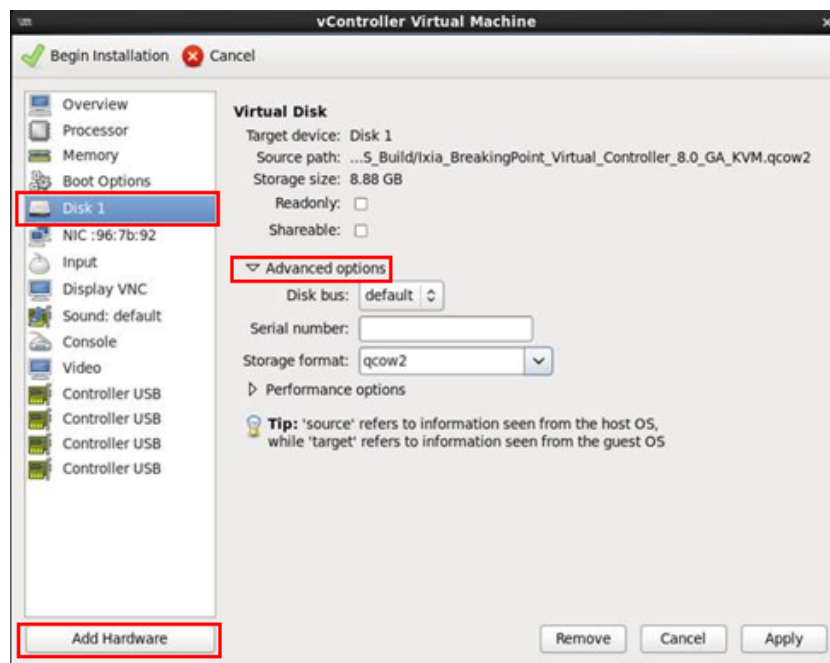 vController Virtual Machine
Begin Installation Cancel
Overview
Processor
Memory
Boot Options
Disk 1
NIC :96:7b:92
Input
Display VNC
Sound: default
Console
Video
Controller USB
Controller USB
Controller USB
Controller USB
Add Hardware
Virtual Disk
Target device: Disk 1
Source path: ...S_Build/Ixia_BreakingPoint_Virtual_Controller_8.0_GA_KVM.qcow2
Storage size: 8.88 GB
Readonly:
Shareable:
Advanced options
Disk bus: default
Serial number:
Storage format: qcow2
Performance options
Tip: 'source' refers to information seen from the host OS,
while 'target' refers to information seen from the guest OS
Remove Cancel Apply